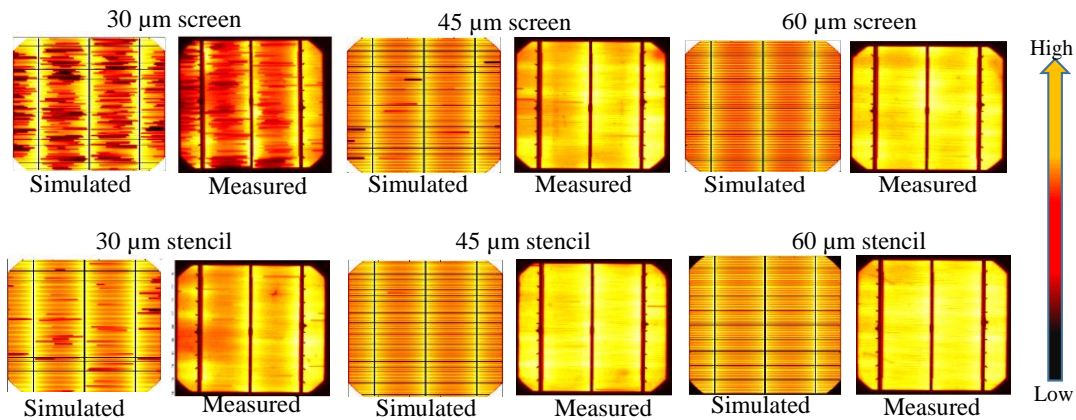 30 µm screen
45 µm screen
60 µm screen
High
Simulated
Measured
Simulated
Measured
Simulated
Measured
30 µm stencil
45 µm stencil
60 µm stencil
Simulated
Measured
Simulated
Measured
Simulated
Measured
Low